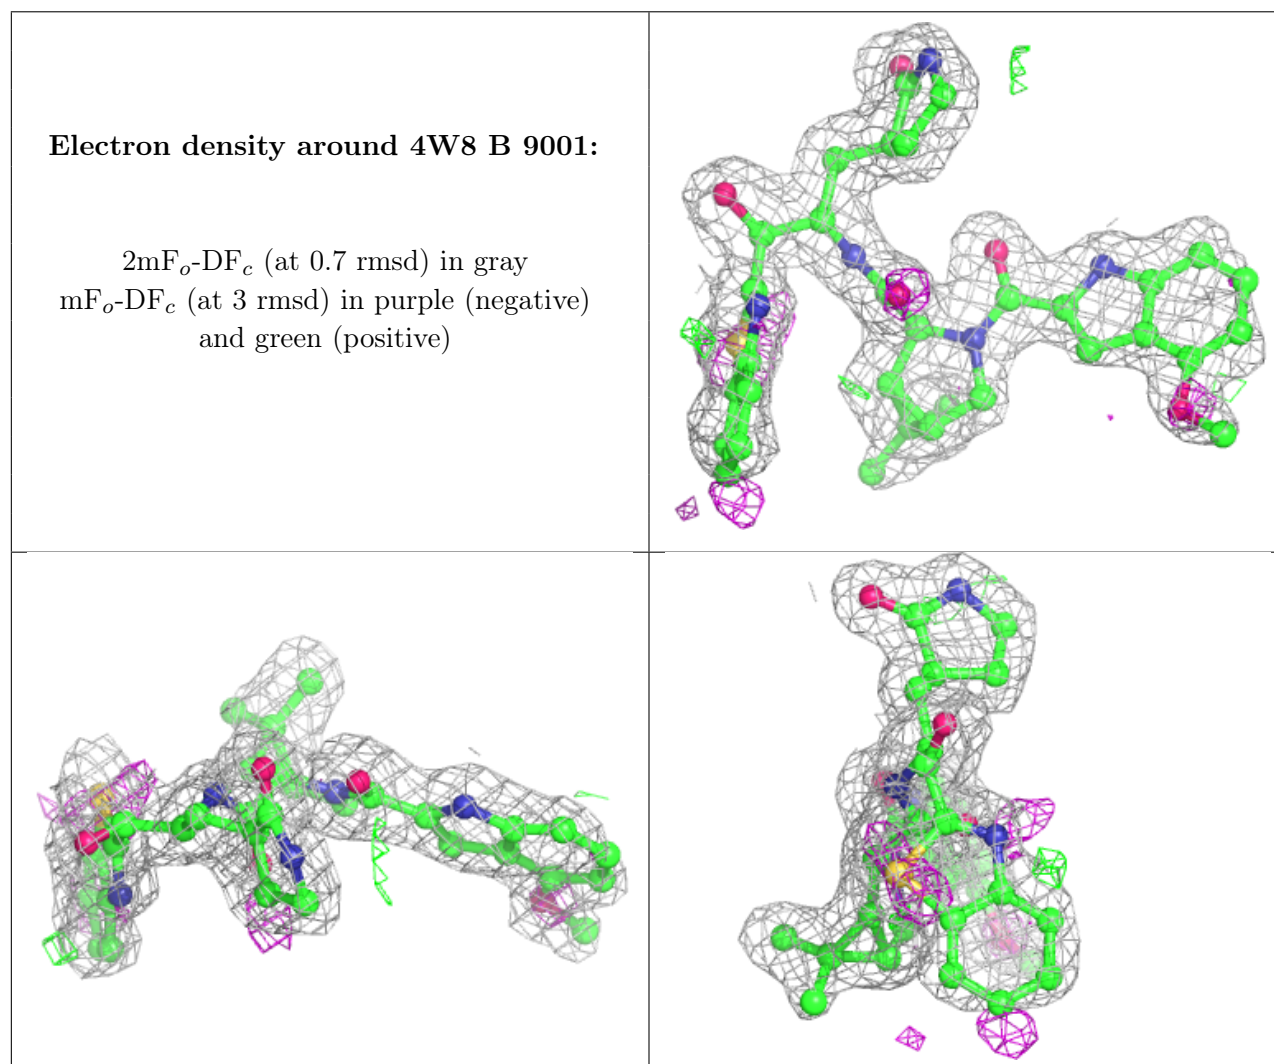 Electron density around 4W8 B 9001:
2mFo-DFc (at 0.7 rmsd) in gray
mFo-DFc (at 3 rmsd) in purple (negative)
and green (positive)